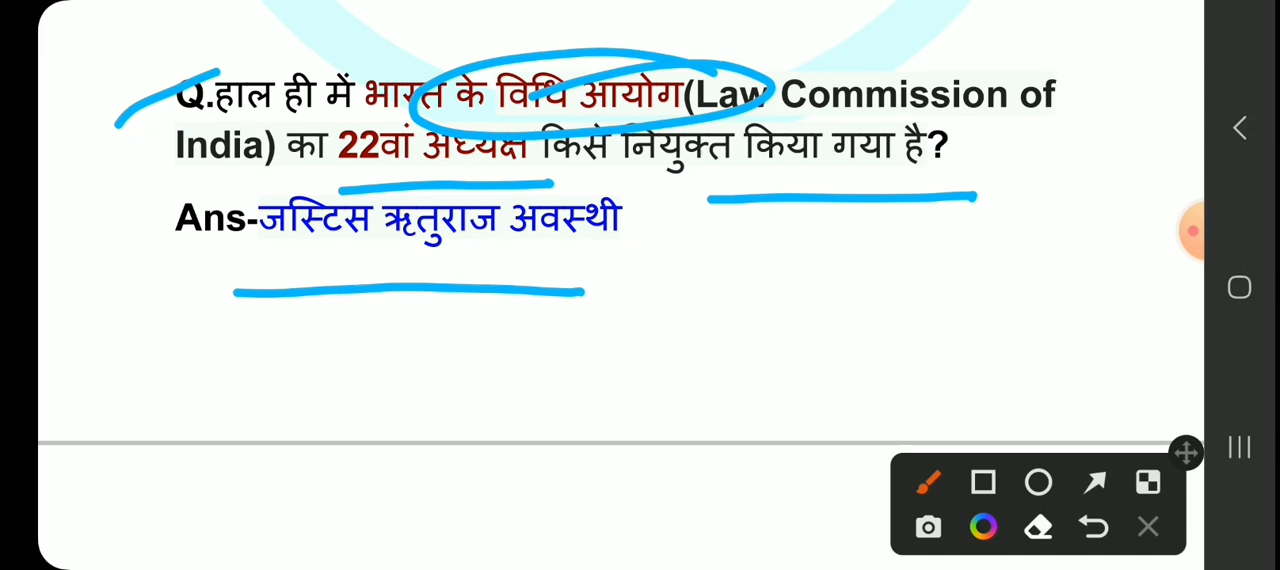 Q.हाल ही में भारत के विधि आयोग(Law Commission of
India) का 22वां अध्यक्ष किसे नियुक्त किया गया है?
Ans-जस्टिस ऋतुराज अवस्थी